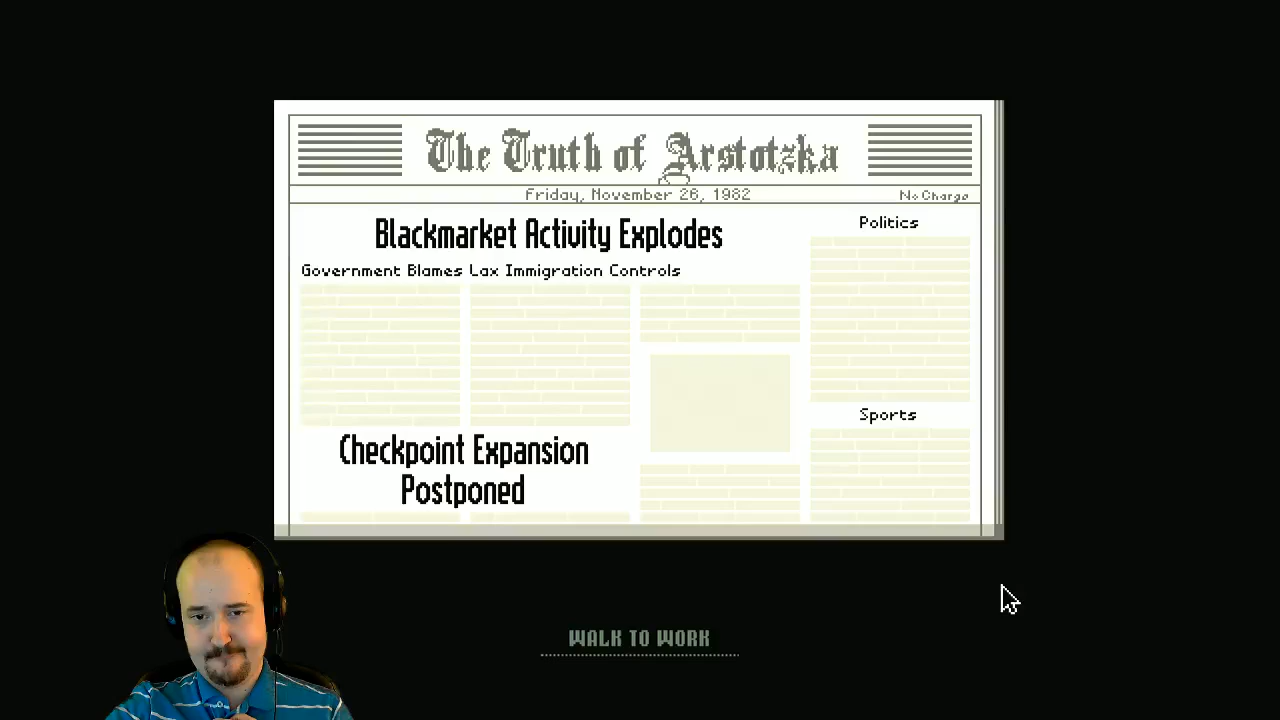 The Truth of Arstotzka
Friday, November 26, 1982
No Charge
Blackmarket Activity Explodes
Government Blames Lax Immigration Controls
Checkpoint Expansion
Postponed
Politics
Sports
WALK TO WORK